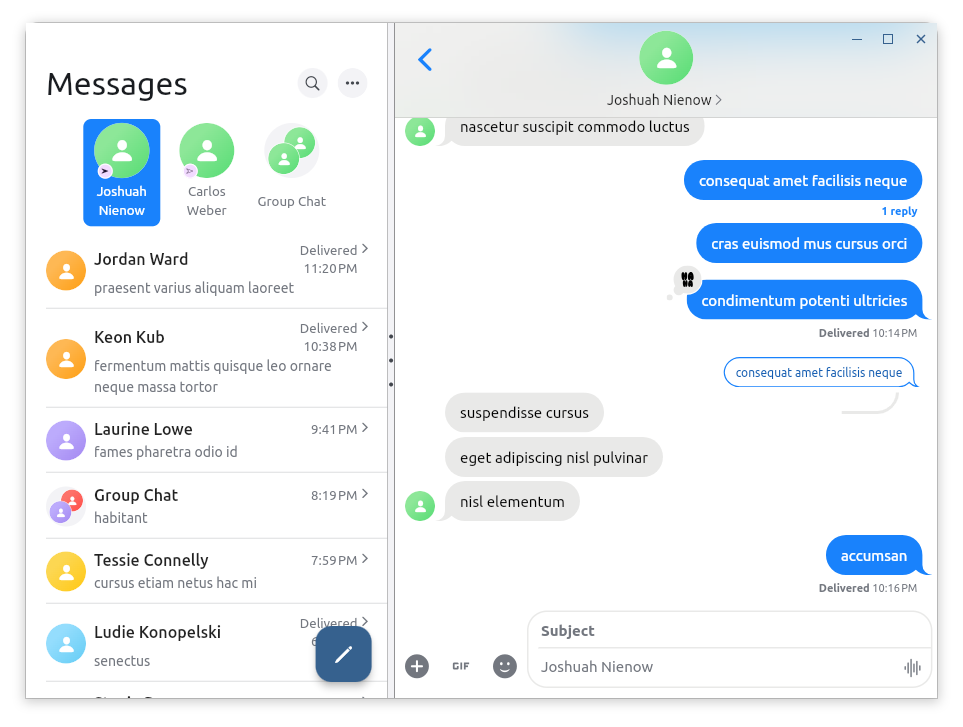 Messages
Joshuah
Nienow
Carlos
Weber
Group Chat
Jordan Ward
Delivered
11:20 PM
praesent varius aliquam laoreet
Keon Kub
Delivered
10:38 PM
fermentum mattis quisque leo ornare
neque massa tortor
Laurine Lowe
9:41 PM
fames pharetra odio id
Group Chat
8:19 PM
habitant
Tessie Connelly
7:59 PM
cursus etiam netus hac mi
Ludie Konopelski
Delivered
senectus
Joshuah Nienow
nascetur suscipit commodo luctus
consequat amet facilisis neque
1 reply
cras euismod mus cursus orci
HA HA
condimentum potenti ultricies
Delivered 10:14 PM
consequat amet facilisis neque
suspendisse cursus
eget adipiscing nisl pulvinar
nisl elementum
accumsan
Delivered 10:16 PM
GIF
Subject
Joshuah Nienow